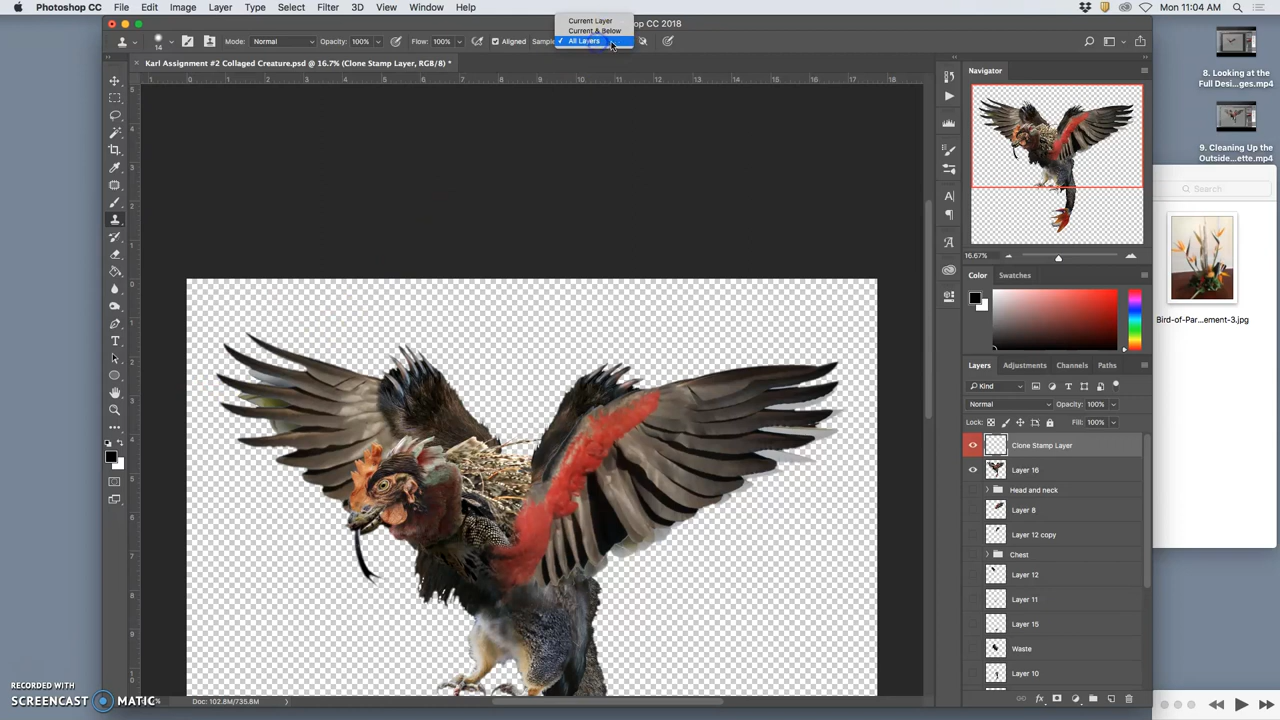 Photoshop CC File Edit Image Layer Type Select Filter 3D View Window Help
Mon 11:04 AM
Current Layer
Current & Below
All Layers
shop CC 2018
14 Mode: Normal Opacity: 100% Flow: 100% Aligned Sample
Karl Assignment #2 Collaged Creature.psd @ 16.7% (Clone Stamp Layer, RGB/8) *
Navigator
16.67%
Color Swatches
Layers Adjustments Channels Paths
Kind
Normal Opacity: 100%
Lock: Fill: 100%
Clone Stamp Layer
Layer 16
Head and neck
Layer 8
Layer 12 copy
Chest
Layer 12
Layer 11
Layer 15
Waste
Layer 10
Doc: 102.8M/735.8M
8. Looking at the
Full Desi...ges.mp4
9. Cleaning Up the
Outside...ette.mp4
Search
Bird-of-Par...ement-3.jpg
RECORDED WITH
SCREENCAST MATIC